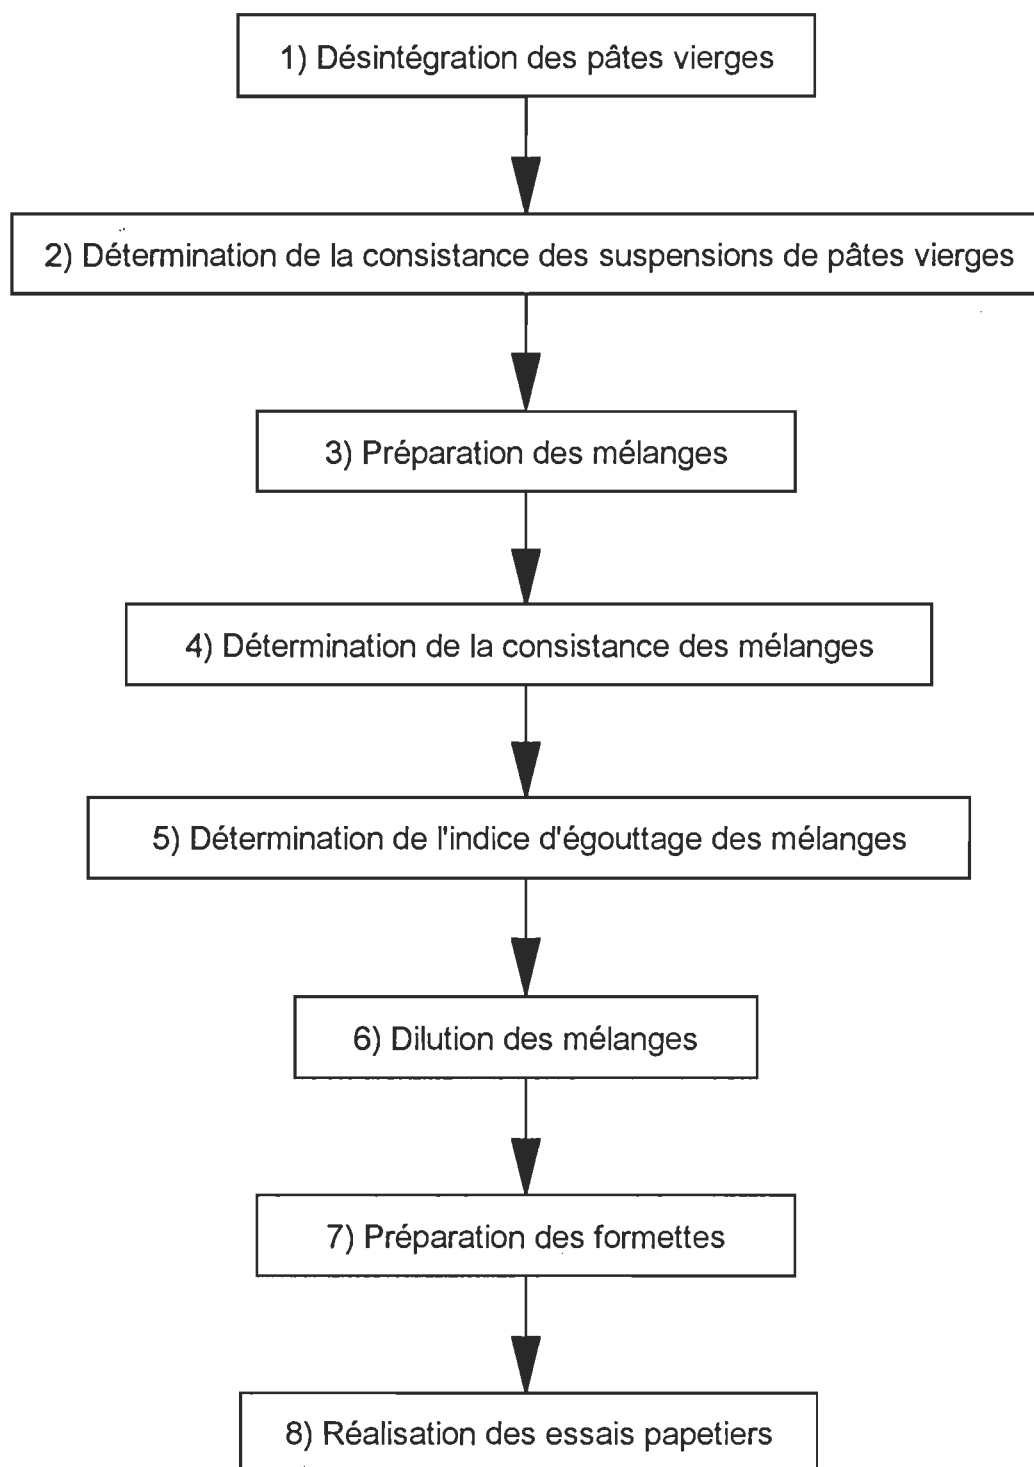 1) Désintégration des pâtes vierges
2) Détermination de la consistance des suspensions de pâtes vierges
3) Préparation des mélanges
4) Détermination de la consistance des mélanges
5) Détermination de l'indice d'égouttage des mélanges
6) Dilution des mélanges
7) Préparation des formettes
8) Réalisation des essais papetiers